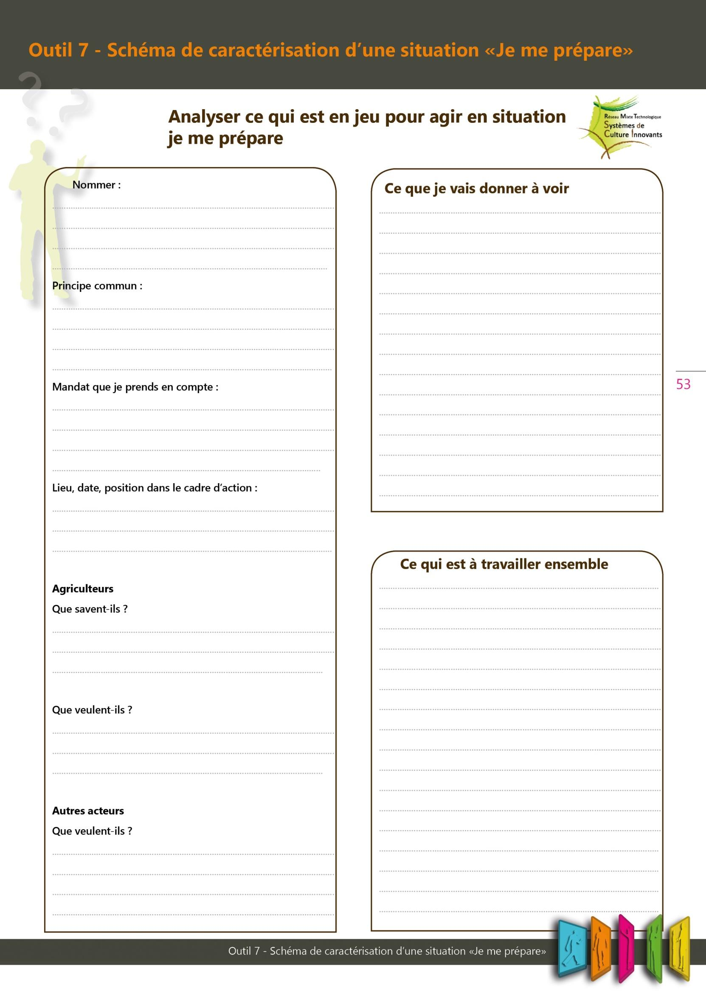 Outil 7 - Schéma de caractérisation d’une situation «Je me prépare»
Analyser ce qui est en jeu pour agir en situation
je me prépare
Réseau Mixte Technologique
Systèmes de
Culture Innovants
Nommer :
Principe commun :
Mandat que je prends en compte :
Lieu, date, position dans le cadre d’action :
Agriculteurs
Que savent-ils ?
Que veulent-ils ?
Autres acteurs
Que veulent-ils ?
Ce que je vais donner à voir
Ce qui est à travailler ensemble
53
Outil 7 - Schéma de caractérisation d’une situation «Je me prépare»